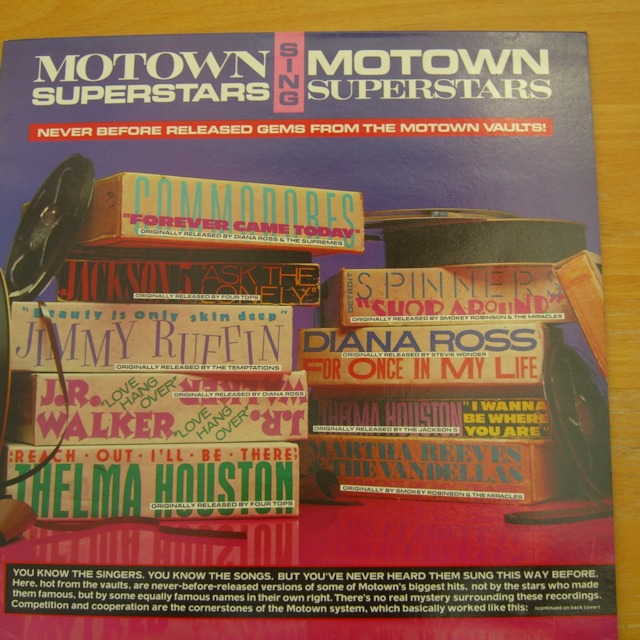 MOTOWN SUPERSTARS SING MOTOWN SUPERSTARS
NEVER BEFORE RELEASED GEMS FROM THE MOTOWN VAULTS!
COMMODORES
"FOREVER CAME TODAY"
ORIGINALLY RELEASED BY DIANA ROSS & THE SUPREMES
JACKSON 5 "ASK THE LONELY"
ORIGINALLY RELEASED BY FOUR TOPS
"Beauty is only skin deep"
JIMMY RUFFIN
ORIGINALLY RELEASED BY THE TEMPTATIONS
J.R. WALKER
"LOVE HANG OVER"
"LOVE HANG OVER"
J.R. WALKER
ORIGINALLY RELEASED BY DIANA ROSS
"REACH·OUT·I'LL·BE·THERE"
THELMA HOUSTON
ORIGINALLY RELEASED BY FOUR TOPS
DETROIT SPINNERS
"SHOP AROUND"
ORIGINALLY RELEASED BY SMOKEY ROBINSON & THE MIRACLES
DIANA ROSS
ORIGINALLY RELEASED BY STEVIE WONDER
FOR ONCE IN MY LIFE
THELMA HOUSTON
"I WANNA BE WHERE YOU ARE"
ORIGINALLY RELEASED BY THE JACKSON 5
MARTHA REEVES & THE VANDELLAS
ORIGINALLY BY SMOKEY ROBINSON & THE MIRACLES
YOU KNOW THE SINGERS. YOU KNOW THE SONGS. BUT YOU'VE NEVER HEARD THEM SUNG THIS WAY BEFORE.
Here, hot from the vaults, are never-before-released versions of some of Motown's biggest hits, not by the stars who made
them famous, but by some equally famous names in their own right. There's no real mystery surrounding these recordings.
Competition and cooperation are the cornerstones of the Motown system, which basically worked like this: (continued on back cover)